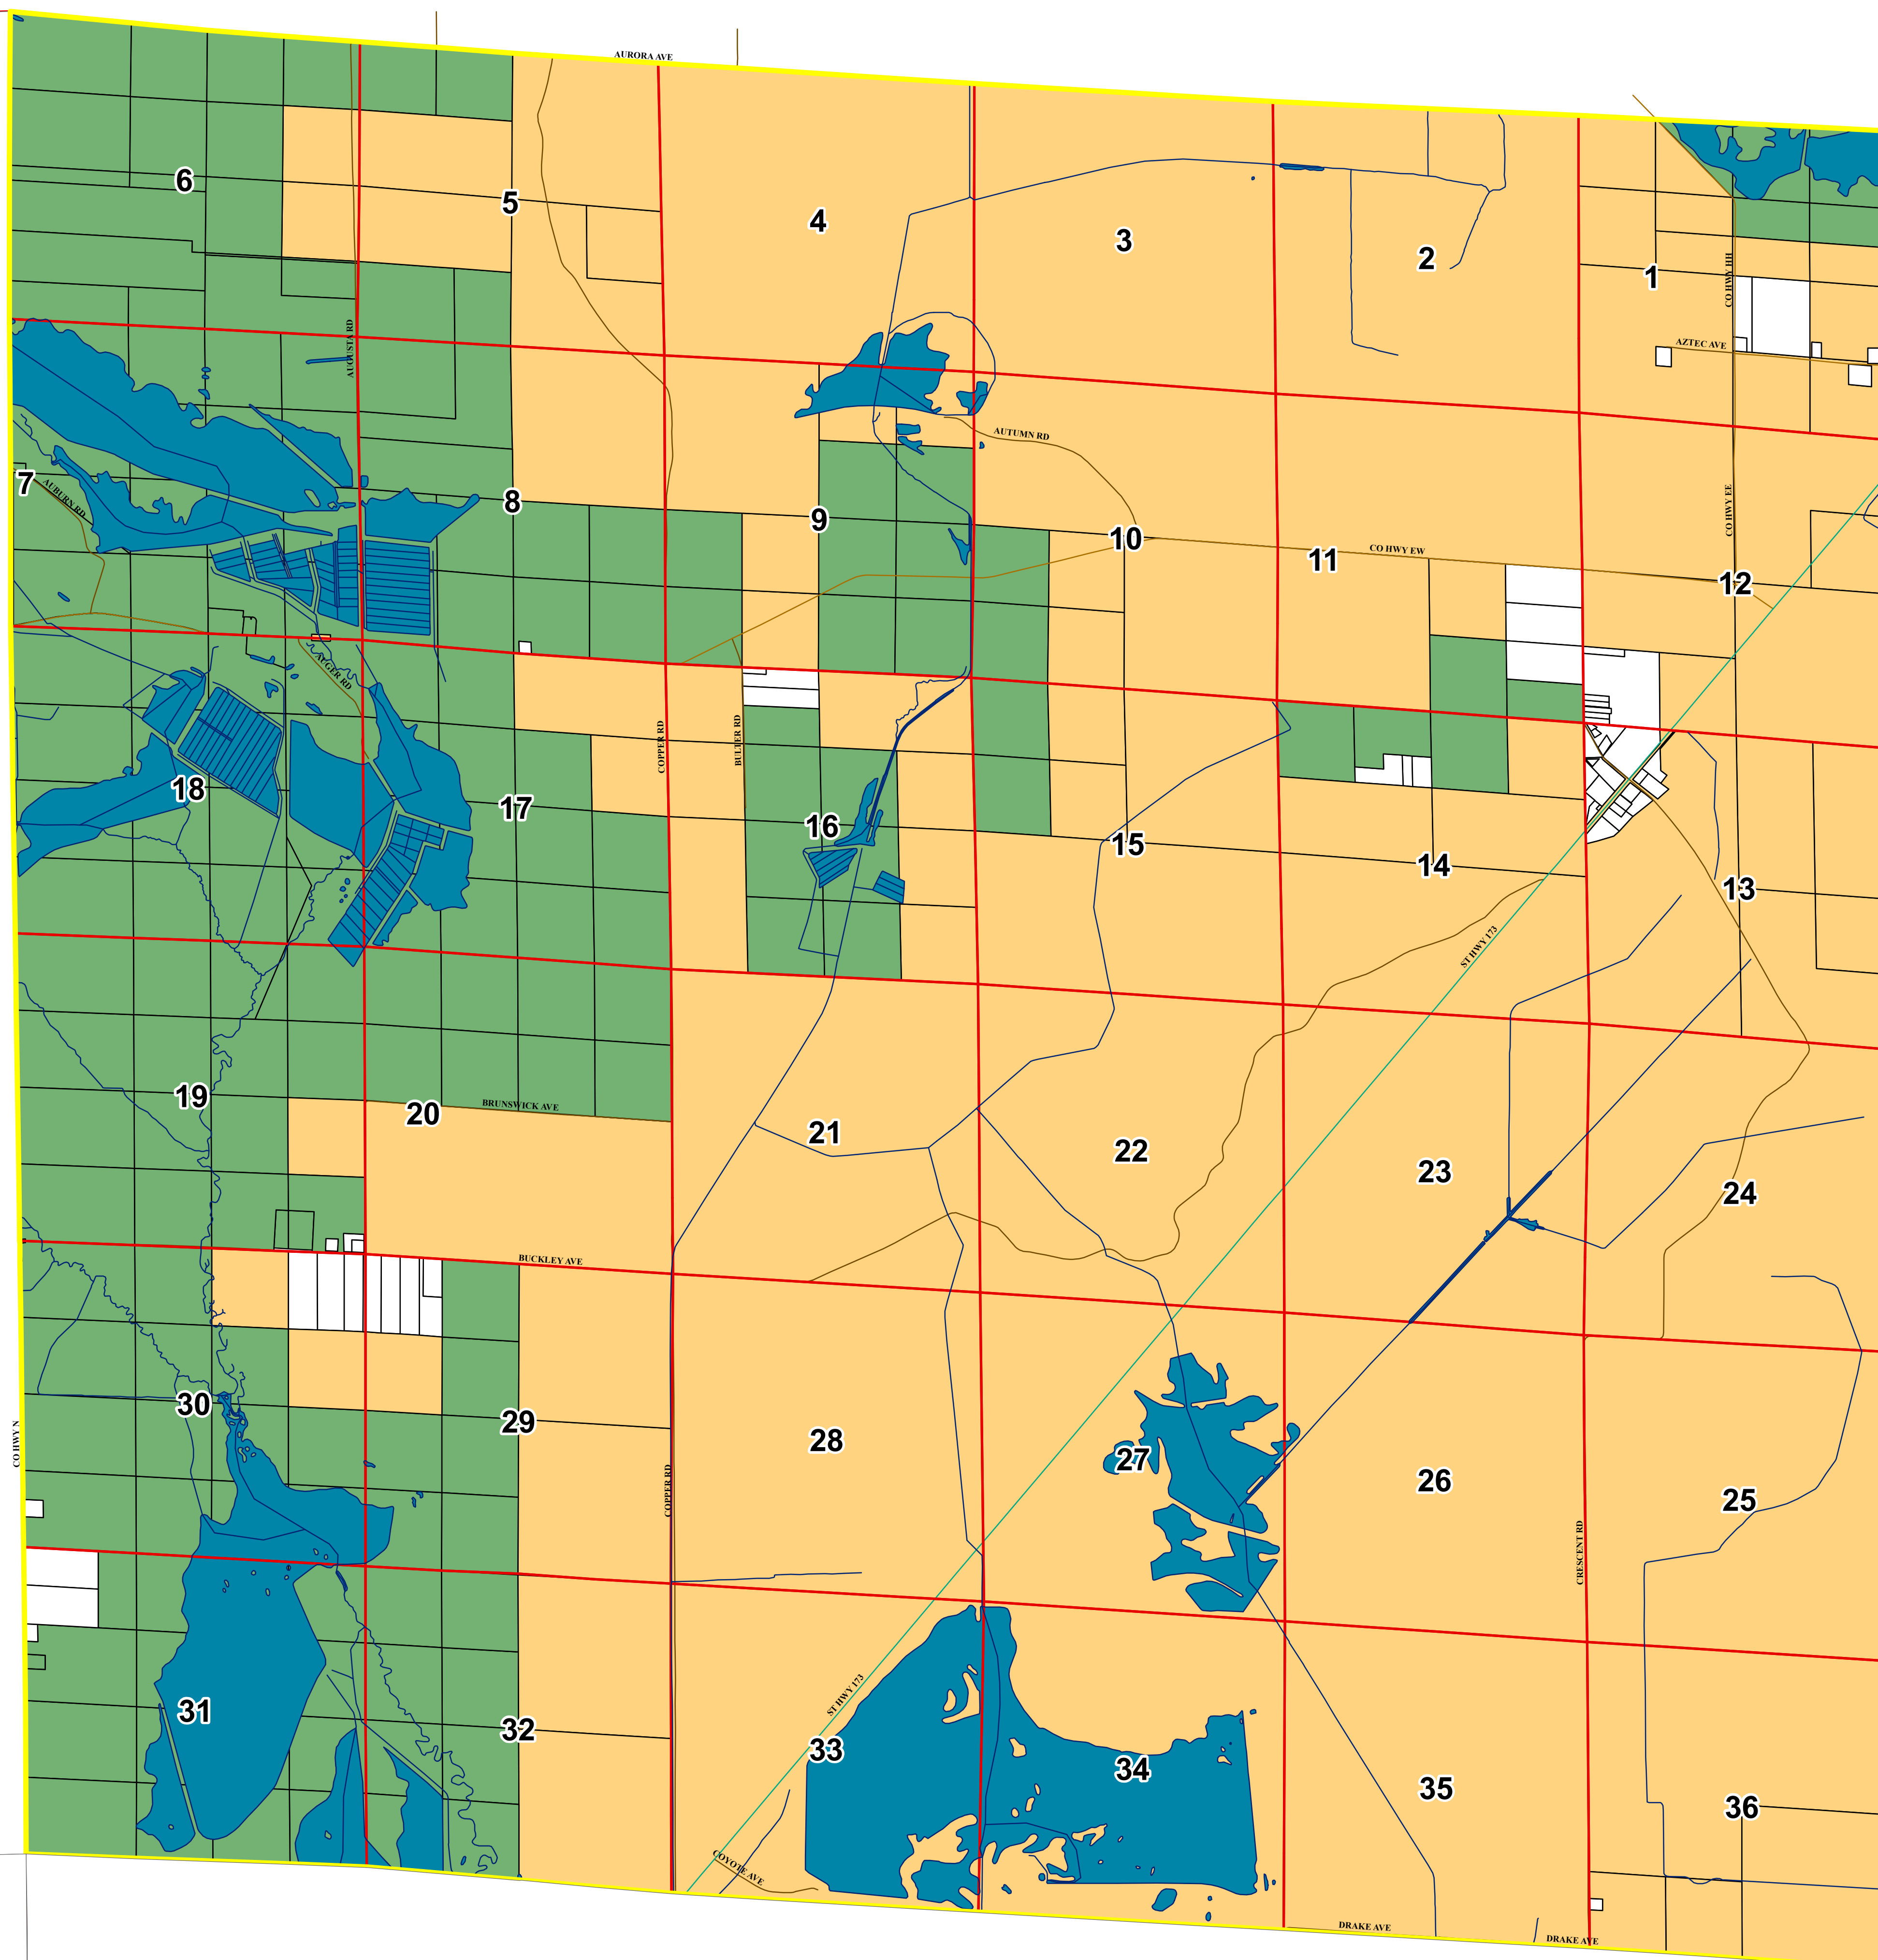 AURORA AVE
6
5
4
3
2
1
CO HWY HH
AUGUSTA RD
AZTEC AVE
AUTUMN RD
7
AUBURN RD
8
9
10
11
CO HWY EW
CO HWY EE
12
AUGER RD
COPPER RD
BULTER RD
18
17
16
15
14
13
ST HWY 173
19
20
BRUNSWICK AVE
21
22
23
24
BUCKLEY AVE
CO HWY N
30
29
28
27
26
25
COPPER RD
CRESCENT RD
31
32
ST HWY 173
33
34
35
36
COYOTE AVE
DRAKE AVE
DRAKE AVE